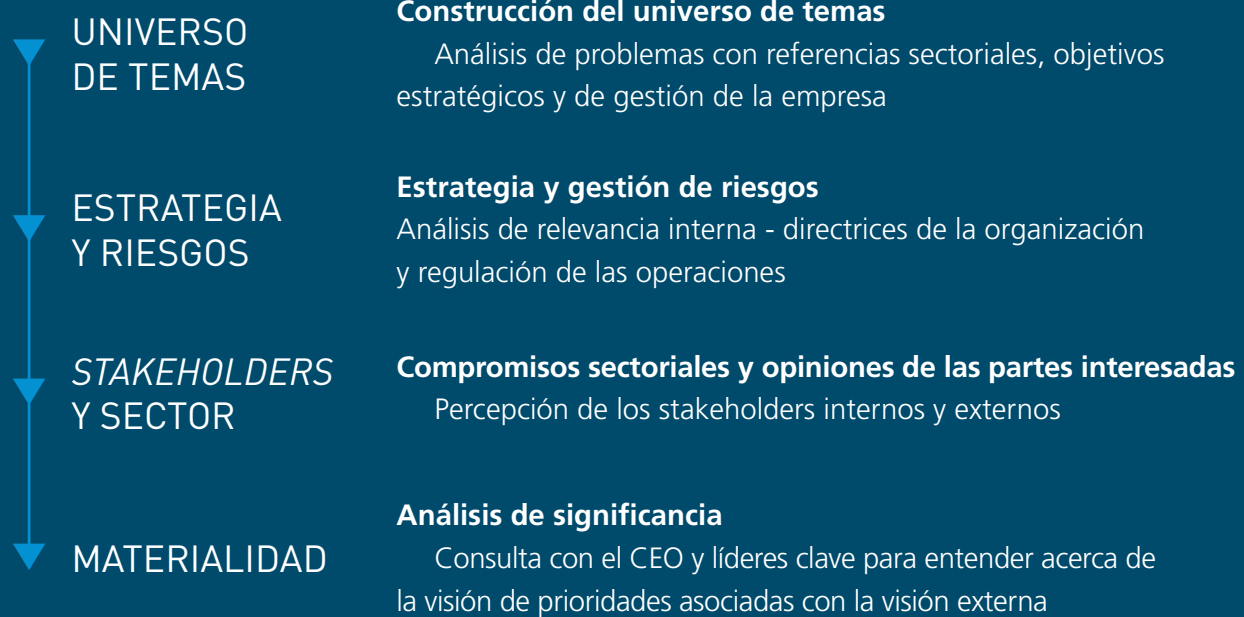 UNIVERSO
DE TEMAS
Construcción del universo de temas
Análisis de problemas con referencias sectoriales, objetivos
estratégicos y de gestión de la empresa
ESTRATEGIA
Y RIESGOS
Estrategia y gestión de riesgos
Análisis de relevancia interna - directrices de la organización
y regulación de las operaciones
STAKEHOLDERS
Y SECTOR
Compromisos sectoriales y opiniones de las partes interesadas
Percepción de los stakeholders internos y externos
MATERIALIDAD
Análisis de significancia
Consulta con el CEO y líderes clave para entender acerca de
la visión de prioridades asociadas con la visión externa